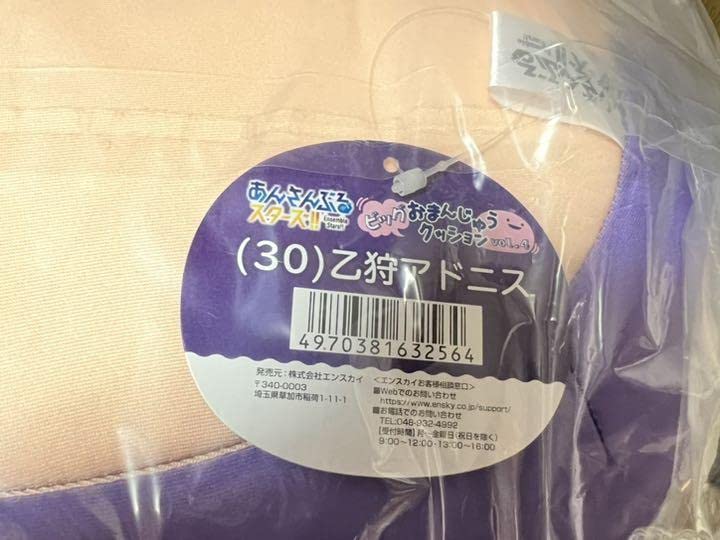 あんさんぶる
スターズ!!
Ensemble
Stars!!
ビッグおまんじゅう
クッション vol.4
(30)乙狩アドニス
4970381632564
発売元:株式会社エンスカイ
〒340-0003
埼玉県草加市稲荷1-11-1
<エンスカイお客様相談窓口>
■Webでのお問い合わせ
https://www.ensky.co.jp/support/
■お電話でのお問い合わせ
TEL:048-932-4992
【受付時間】月~金曜日(祝日を除く)
9:00~12:00・13:00~16:00